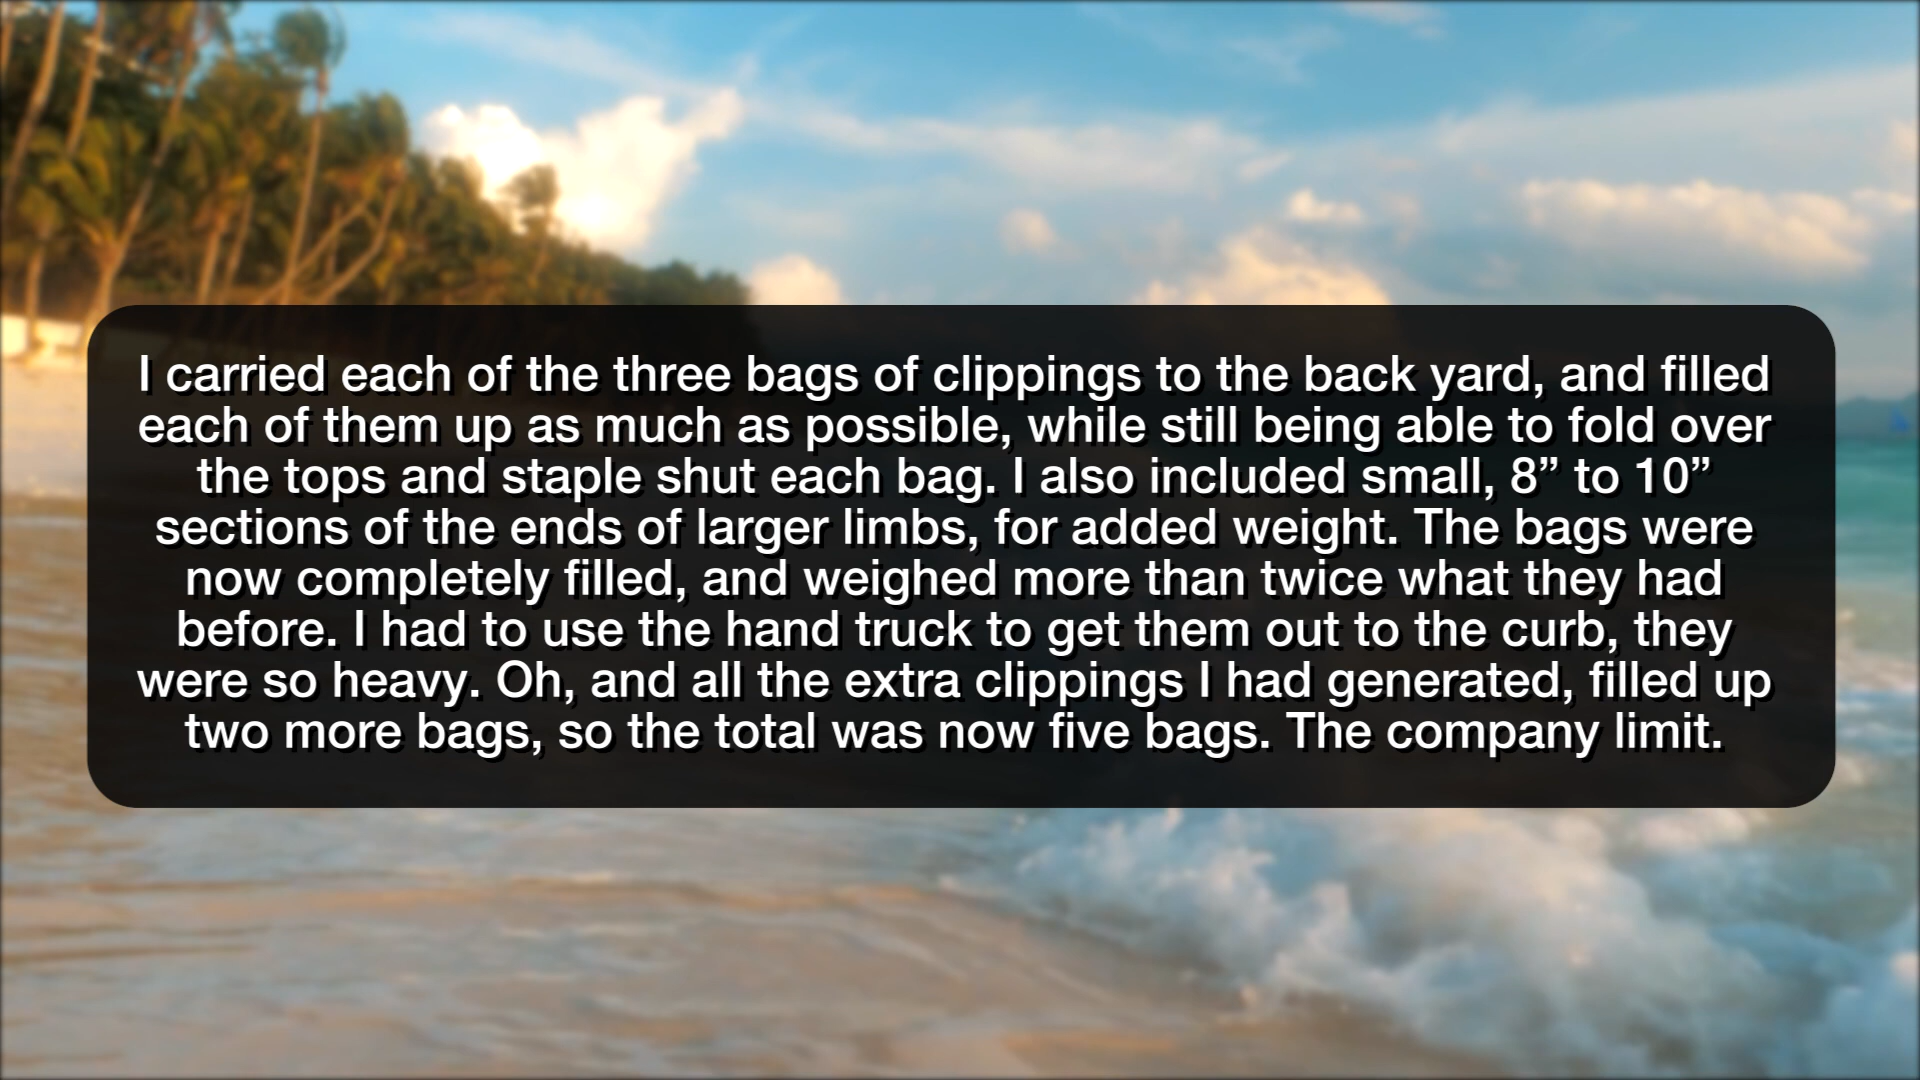 I carried each of the three bags of clippings to the back yard, and filled
each of them up as much as possible, while still being able to fold over
the tops and staple shut each bag. I also included small, 8” to 10”
sections of the ends of larger limbs, for added weight. The bags were
now completely filled, and weighed more than twice what they had
before. I had to use the hand truck to get them out to the curb, they
were so heavy. Oh, and all the extra clippings I had generated, filled up
two more bags, so the total was now five bags. The company limit.